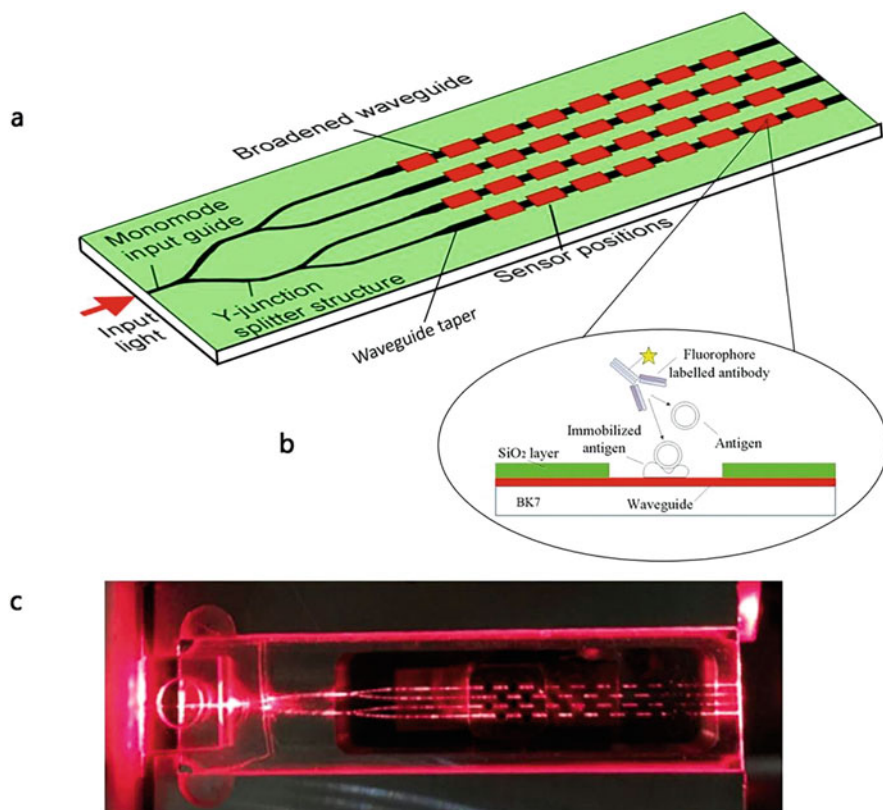 a
Broadened waveguide
Monomode
input guide
Y-junction
splitter structure
Input
light
Waveguide taper
Sensor positions
b
Fluorophore
labelled antibody
Immobilized
antigen
Antigen
SiO₂ layer
BK7
Waveguide
c